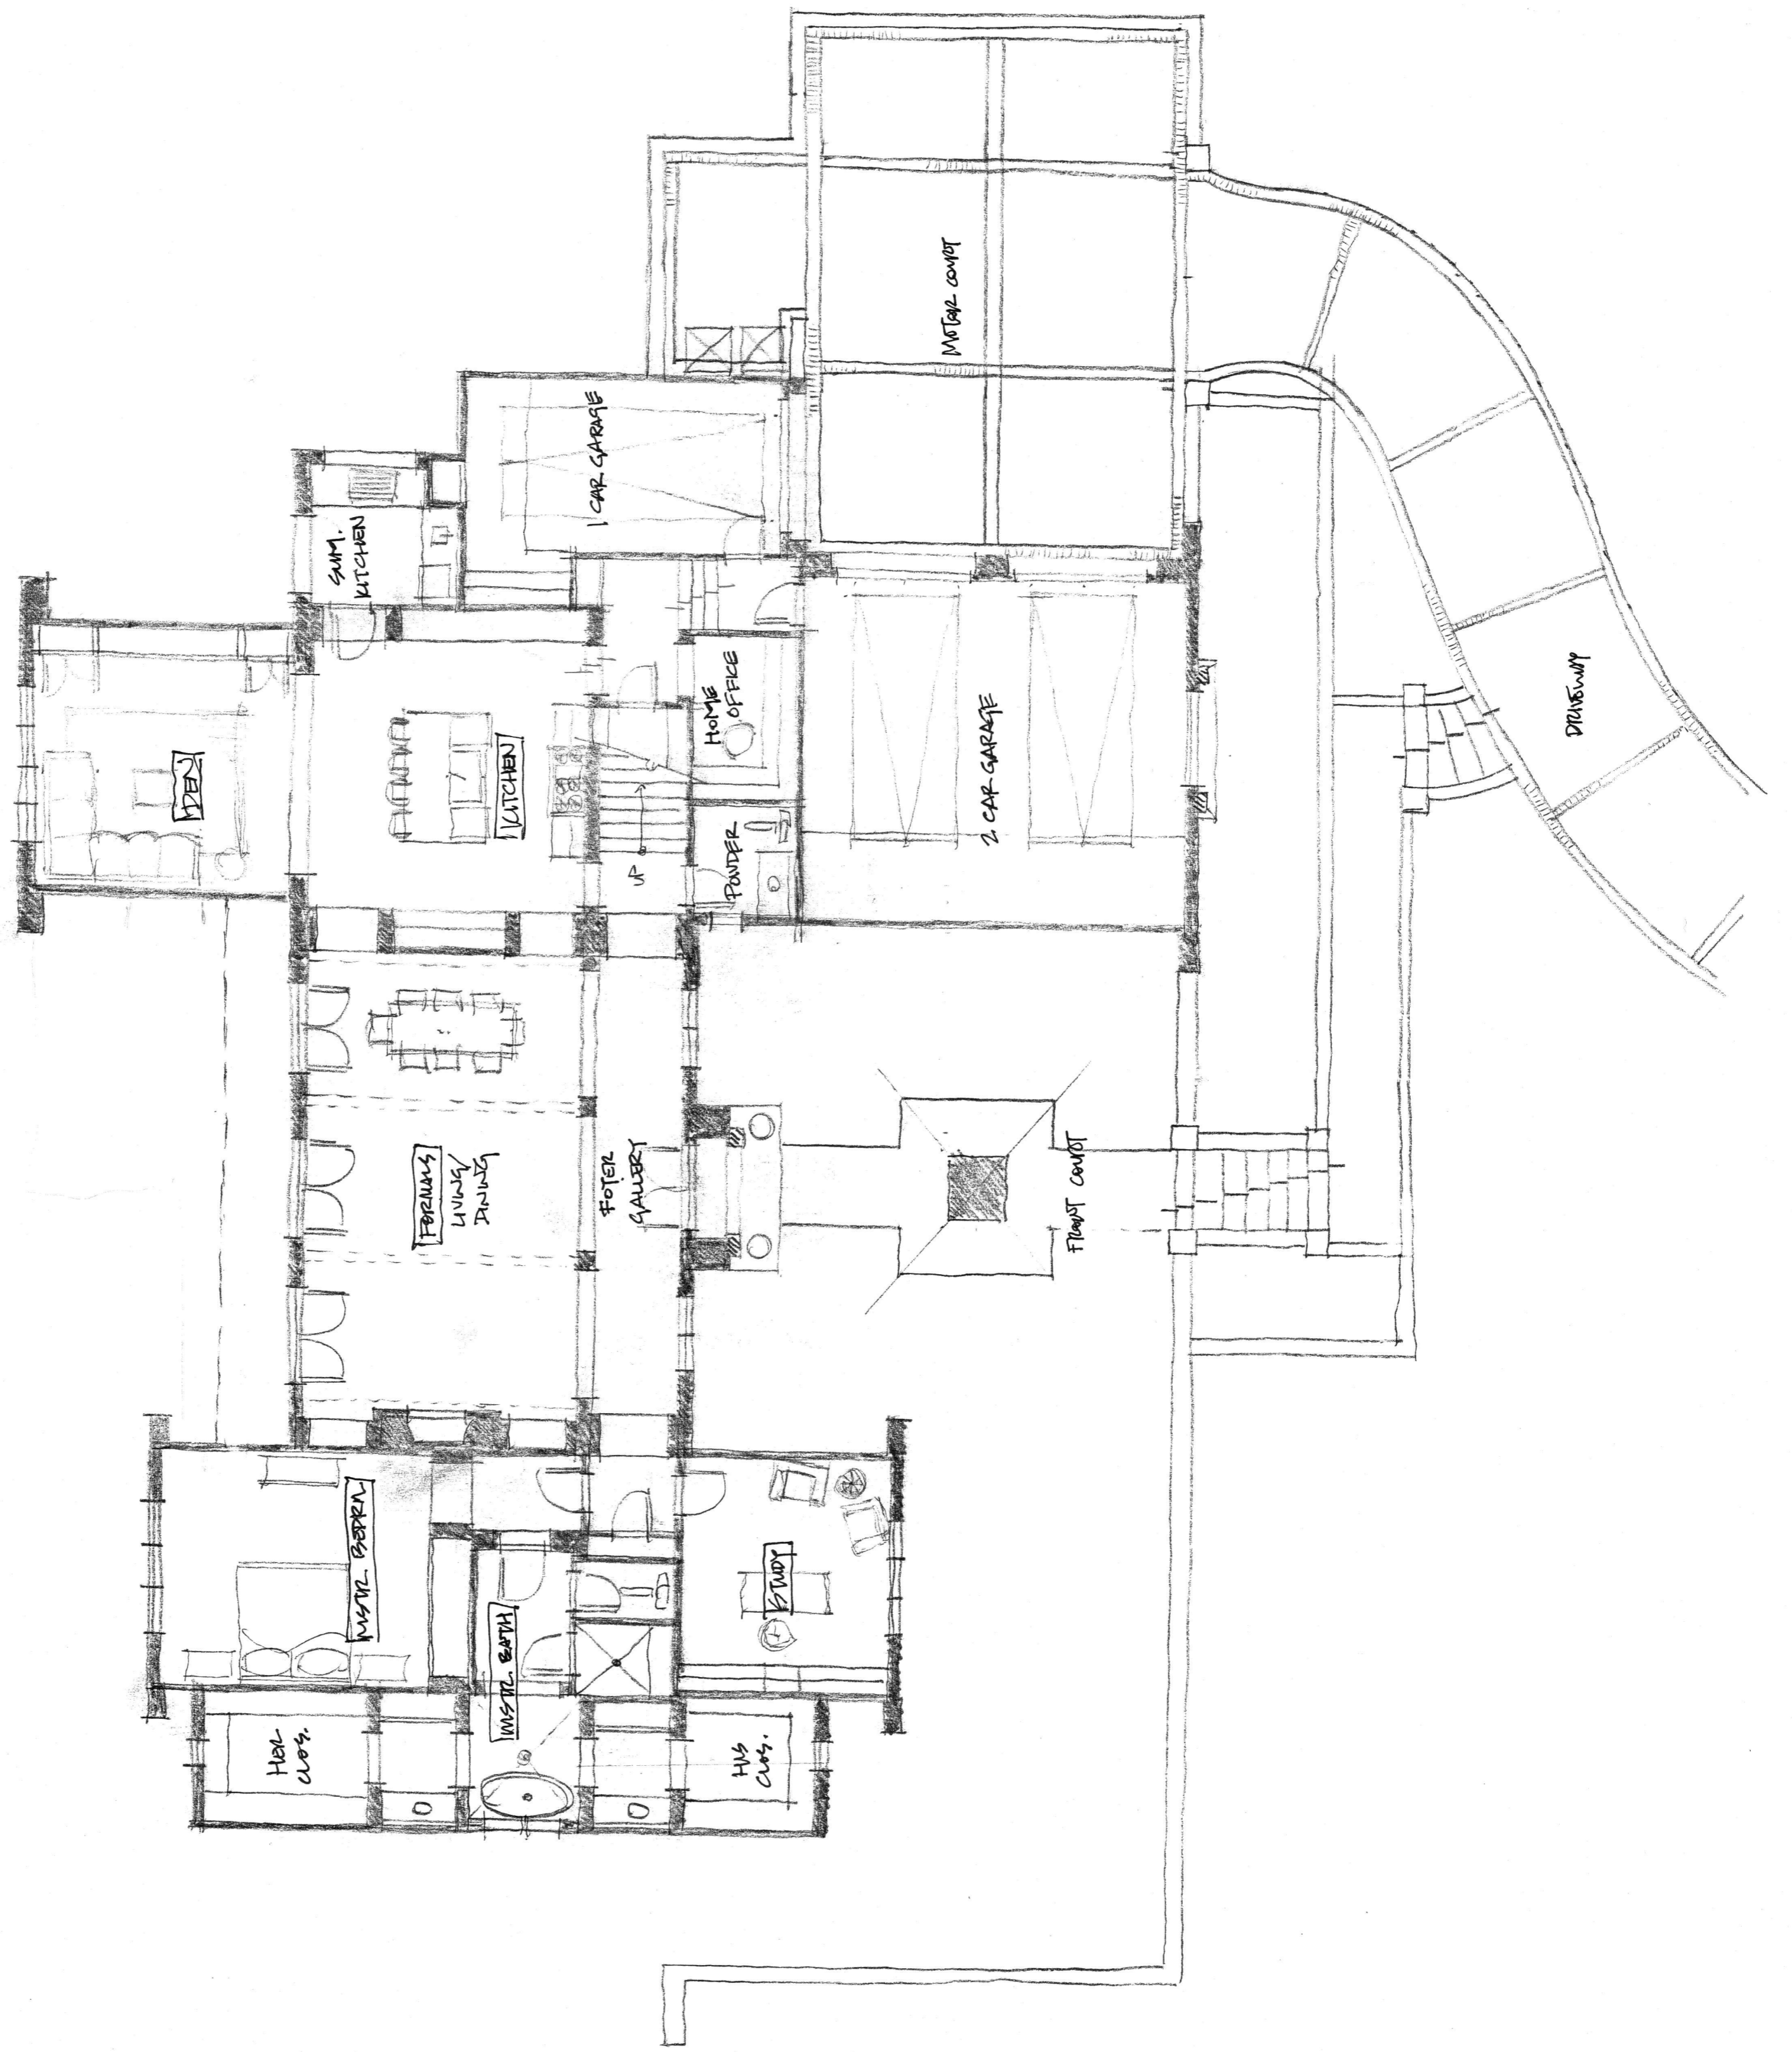 DEN
SUM.
KITCHEN
1 CAR GARAGE
MOTOR COURT
KITCHEN
HOME
OFFICE
UP
POWDER
2 CAR GARAGE
DRIVEWAY
FORMAL
LIVING/
DINING
FOYER
GALLERY
FRONT COURT
MSTR. BEDRM.
MSTR. BATH
STUDY
HER
CLOS.
HIS
CLOS.